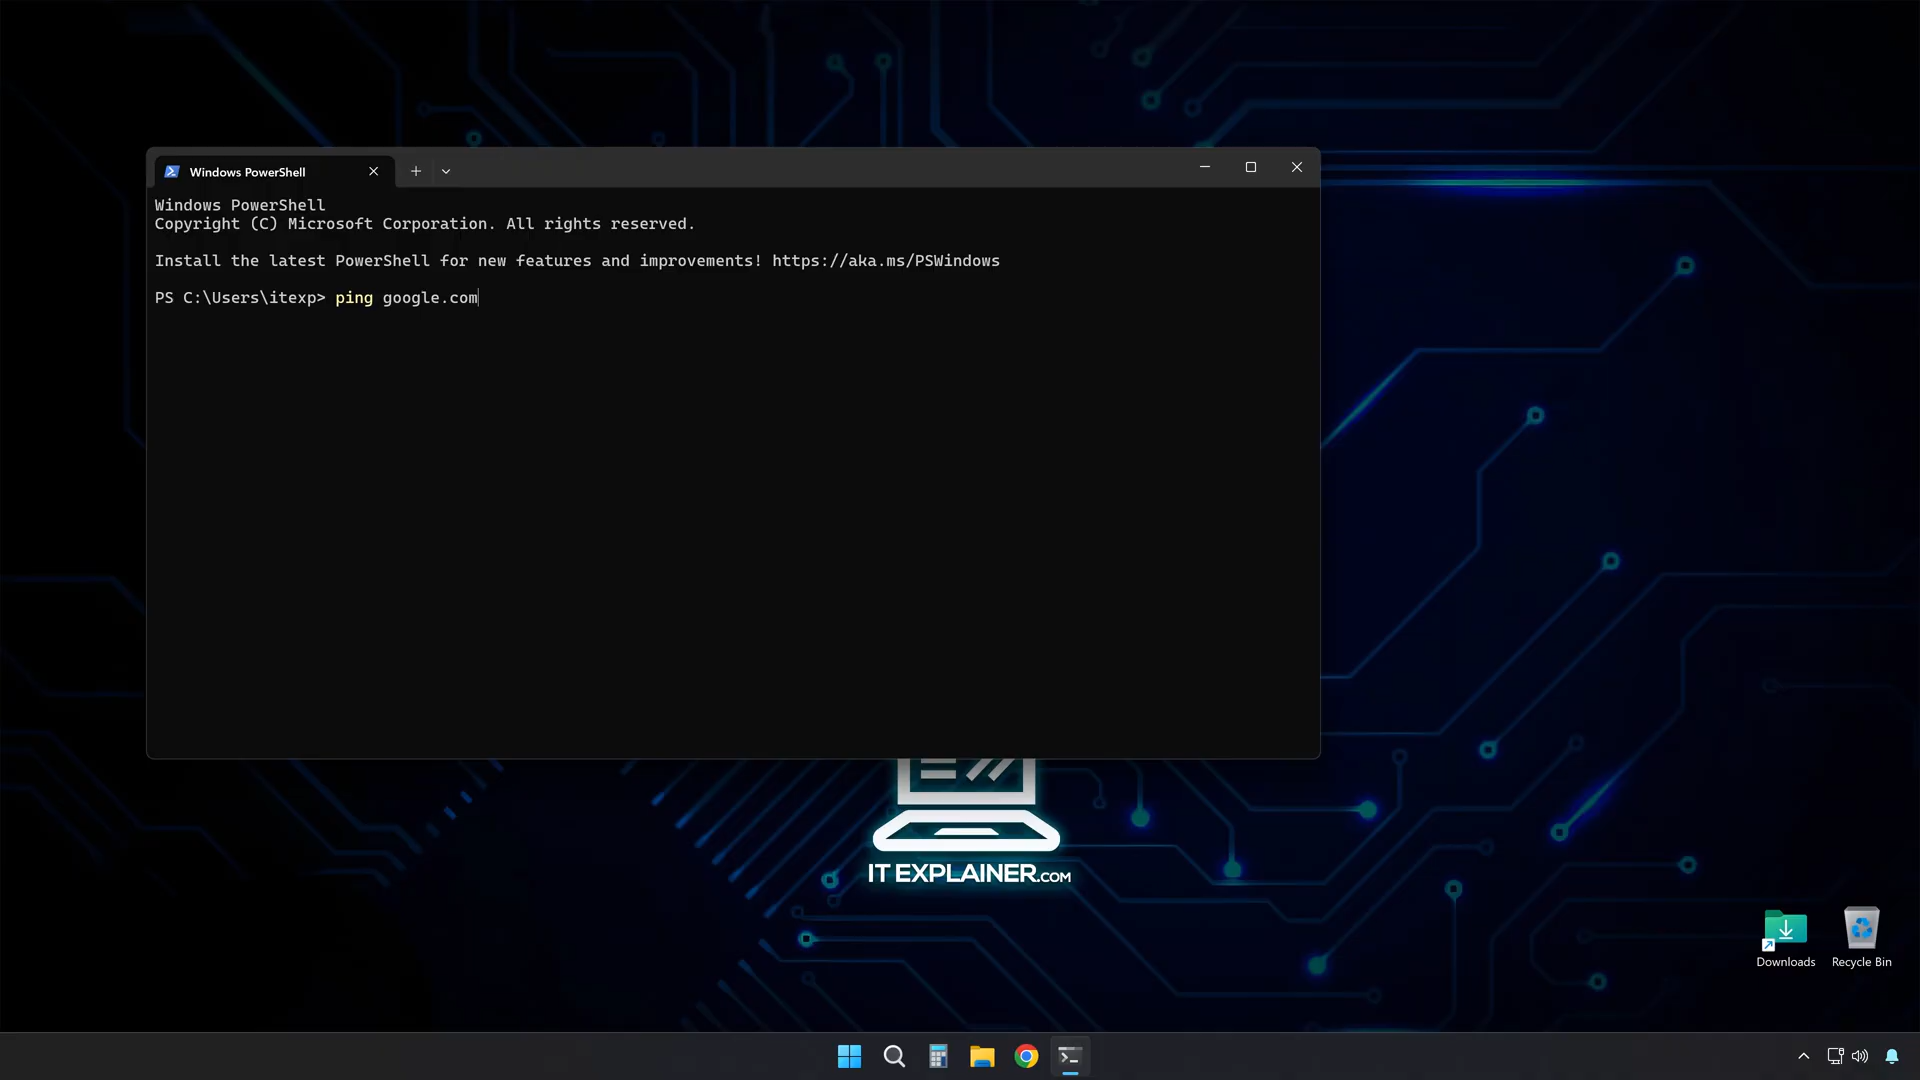 Windows PowerShell
Windows PowerShell
Copyright (C) Microsoft Corporation. All rights reserved.
Install the latest PowerShell for new features and improvements! https://aka.ms/PSWindows
PS C:\Users\itexp> ping google.com
IT EXPLAINER.COM
Downloads
Recycle Bin